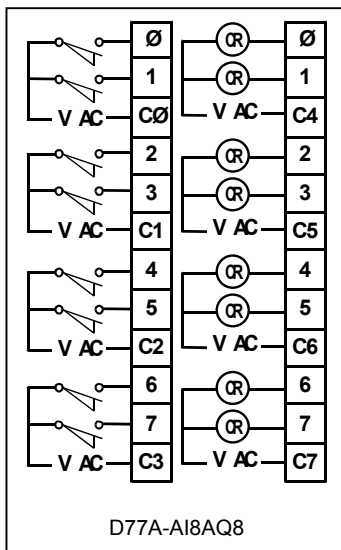 Ø CR Ø
1 CR 1
V AC CØ V AC C4
2 CR 2
3 CR 3
V AC C1 V AC C5
4 CR 4
5 CR 5
V AC C2 V AC C6
6 CR 6
7 CR 7
V AC C3 V AC C7
D77A-AI8AQ8